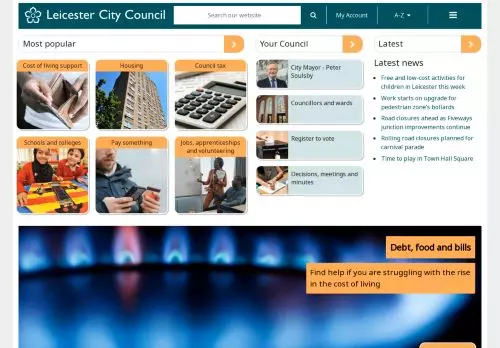 Leicester City Council
Search our website
My Account
A-Z
Most popular
Your Council
Latest
Cost of living support
Housing
Council tax
Schools and colleges
Pay something
Jobs, apprenticeships
and volunteering
City Mayor - Peter
Soulsby
Councillors and wards
Register to vote
Decisions, meetings and
minutes
Latest news
Free and low-cost activities for
children in Leicester this week
Work starts on upgrade for
pedestrian zone's bollards
Road closures ahead as Fiveways
junction improvements continue
Rolling road closures planned for
carnival parade
Time to play in Town Hall Square
Debt, food and bills
Find help if you are struggling with the rise
in the cost of living